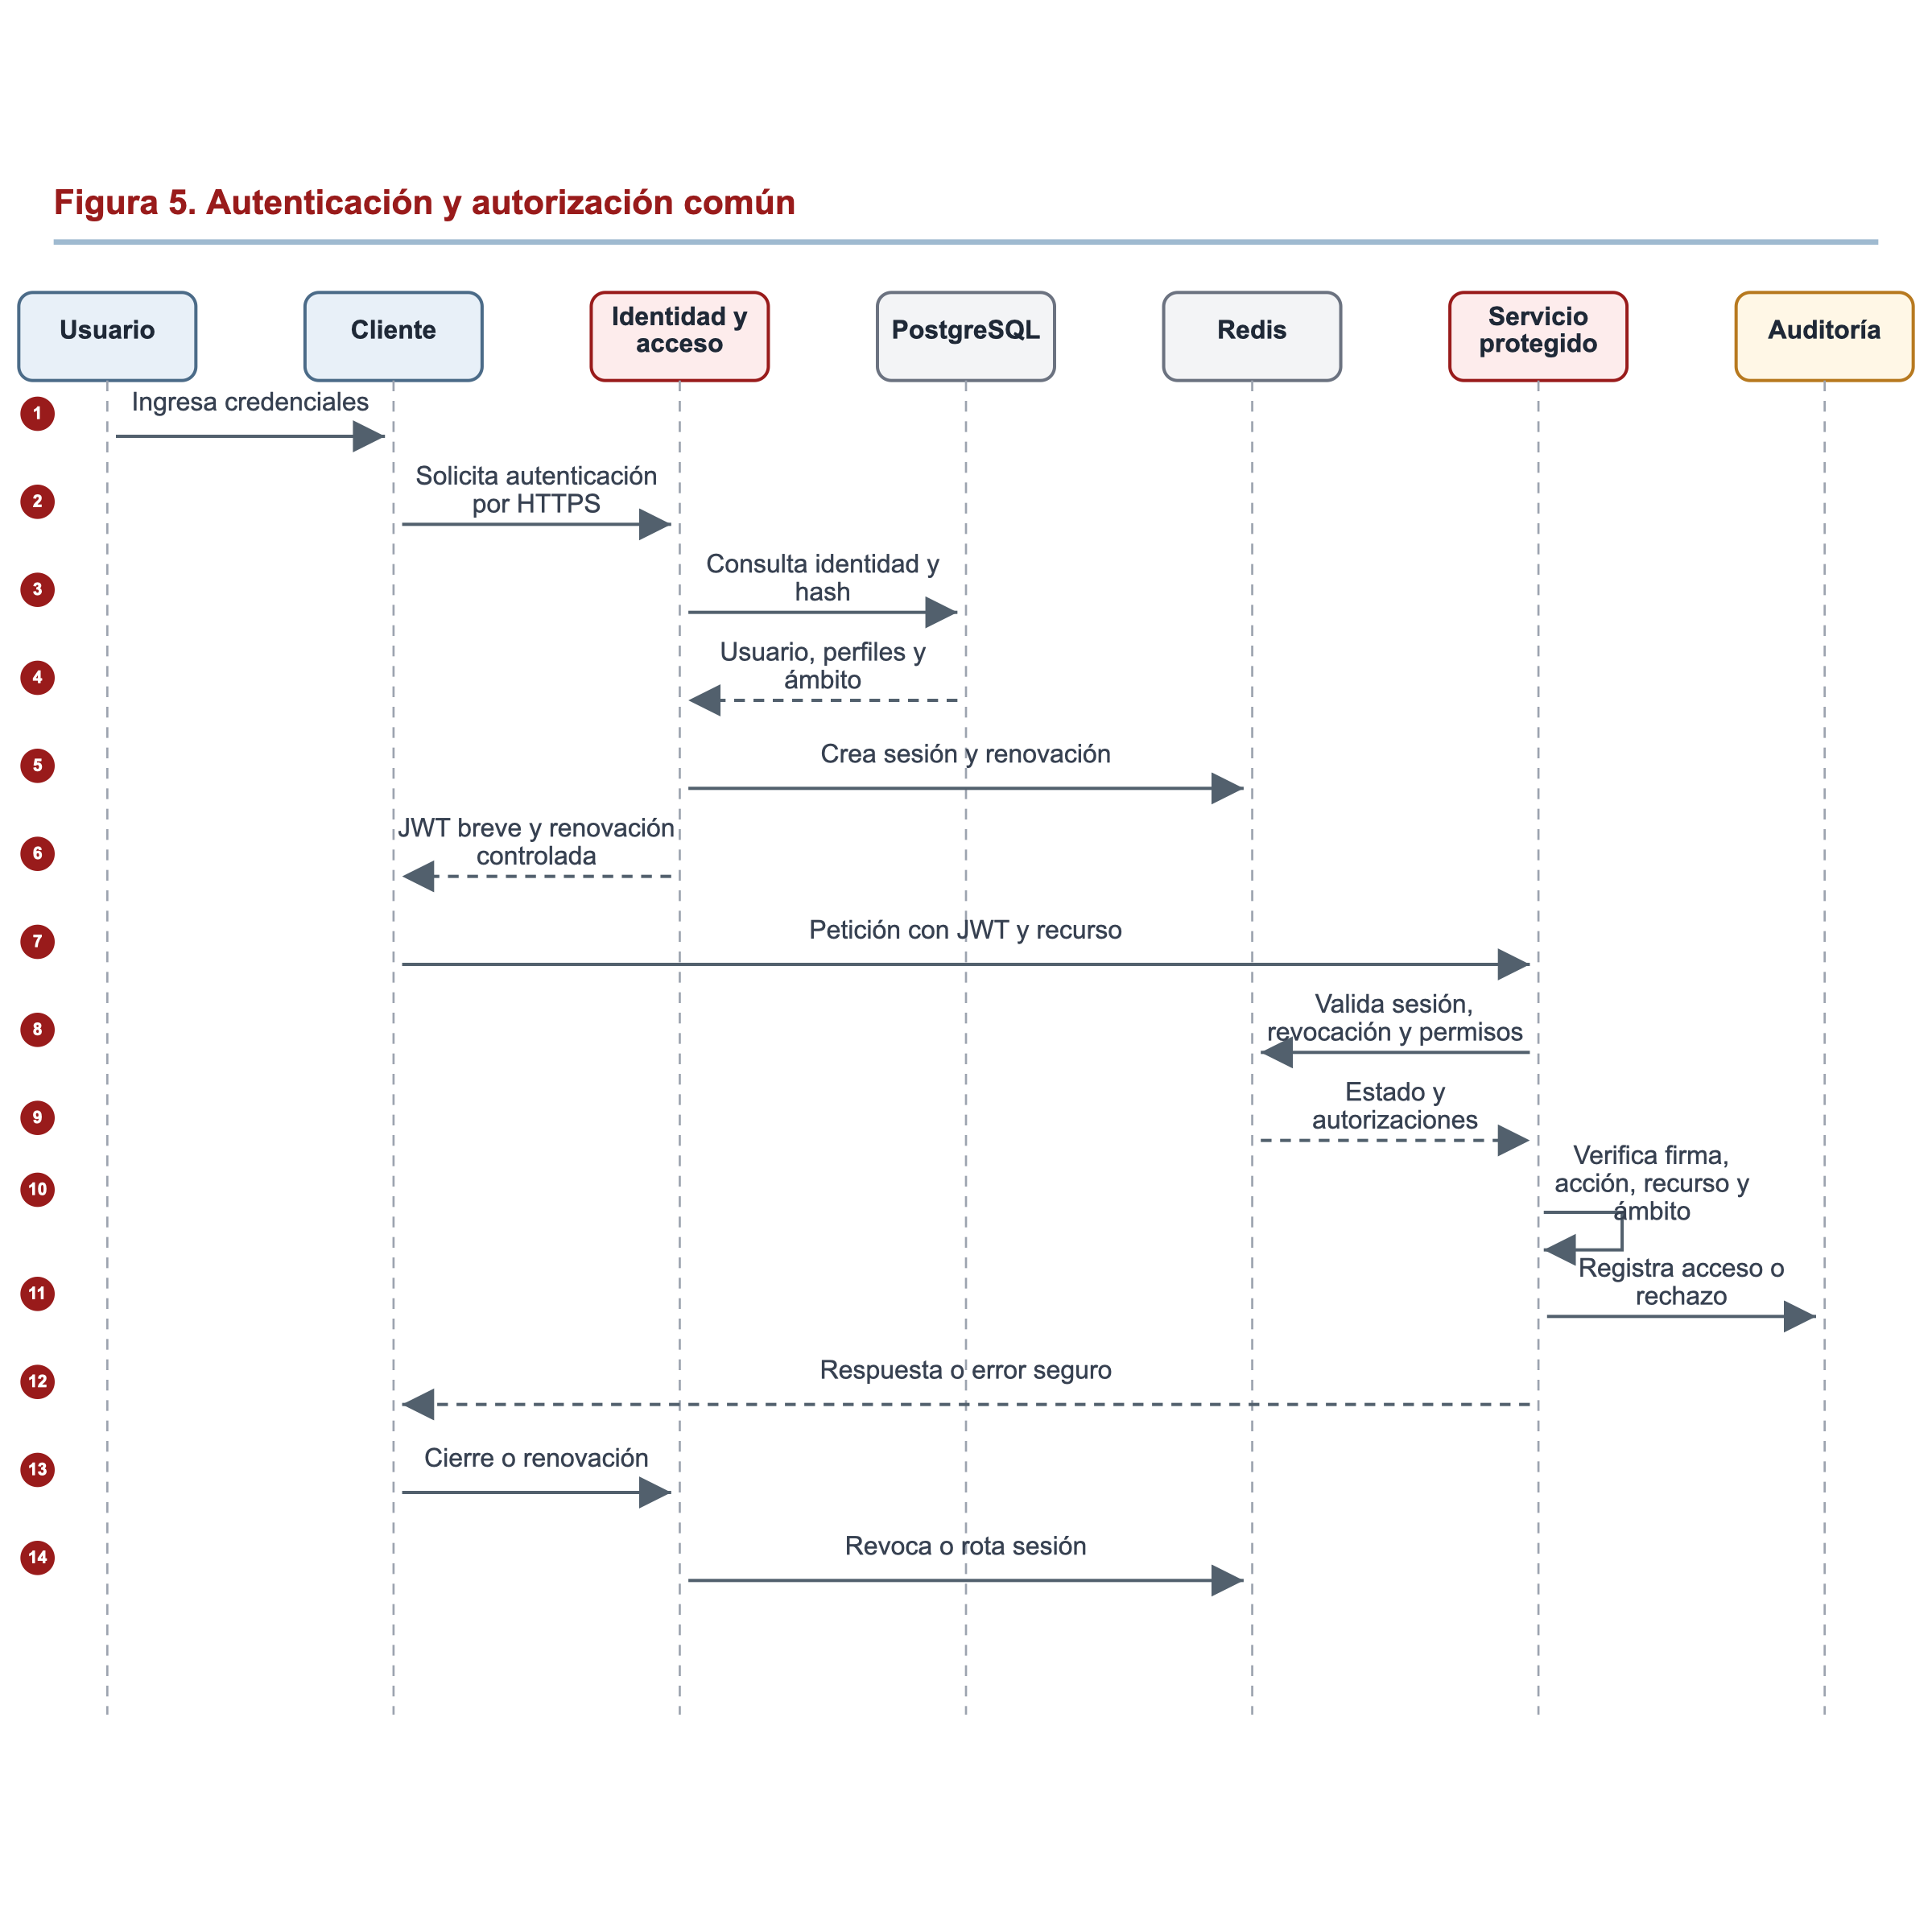 Figura 5. Autenticación y autorización común
Usuario
Cliente
Identidad y
acceso
PostgreSQL
Redis
Servicio
protegido
Auditoría
1
Ingresa credenciales
2
Solicita autenticación
por HTTPS
3
Consulta identidad y
hash
4
Usuario, perfiles y
ámbito
5
Crea sesión y renovación
6
JWT breve y renovación
controlada
7
Petición con JWT y recurso
8
Valida sesión,
revocación y permisos
9
Estado y
autorizaciones
10
Verifica firma,
acción, recurso y
ámbito
11
Registra acceso o
rechazo
12
Respuesta o error seguro
13
Cierre o renovación
14
Revoca o rota sesión